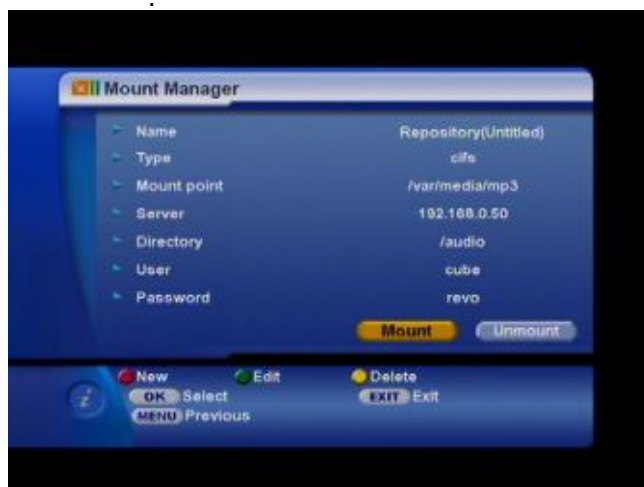 Mount Manager
Name Repository(Untitled)
Type cifs
Mount point /var/media/mp3
Server 192.168.0.50
Directory /audio
User cube
Password revo
Mount Unmount
New Edit Delete
OK Select EXIT Exit
MENU Previous